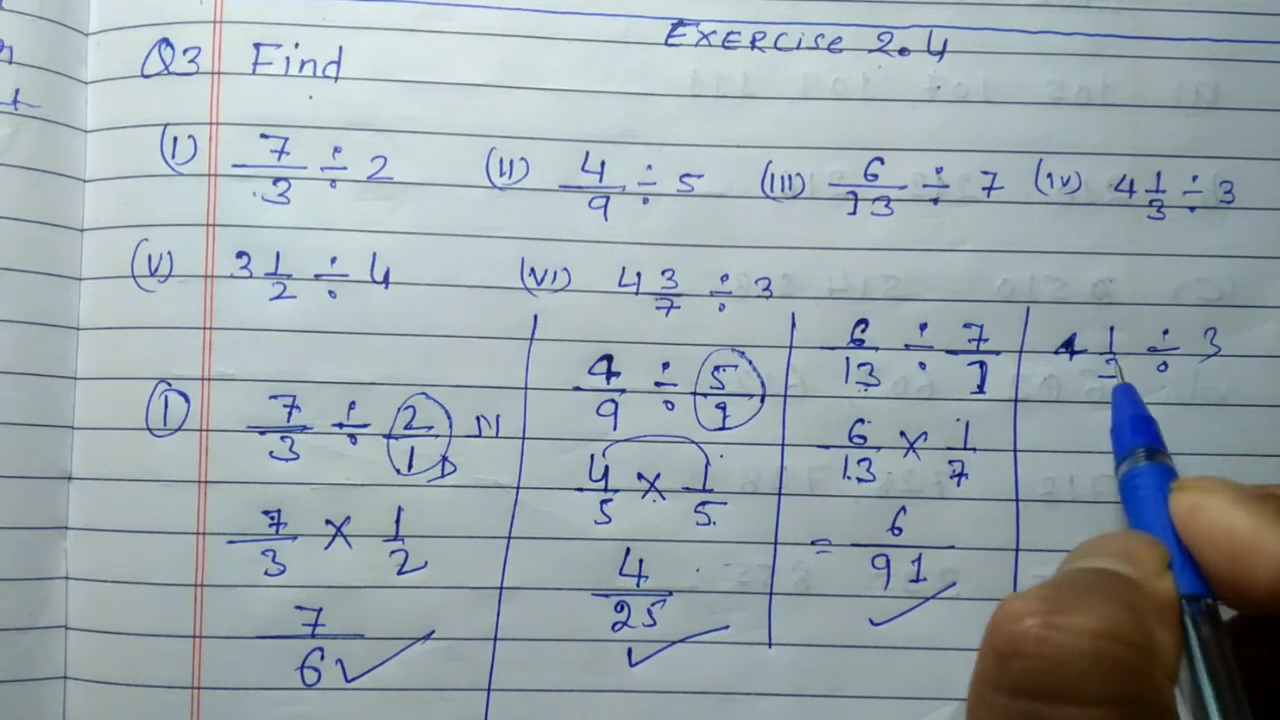 EXERCISE 2.4
Q3 Find
(I) 7/3 ÷ 2 (II) 4/9 ÷ 5 (III) 6/13 ÷ 7 (IV) 4 1/3 ÷ 3
(V) 3 1/2 ÷ 4 (VI) 4 3/7 ÷ 3
① 7/3 ÷ 2/1
7/3 × 1/2
7/6 ✓
4/9 ÷ 5/1
4/5 × 1/5
4/25 ✓
6/13 ÷ 7/1
6/13 × 1/7
= 6/91 ✓
4 1/3 ÷ 3